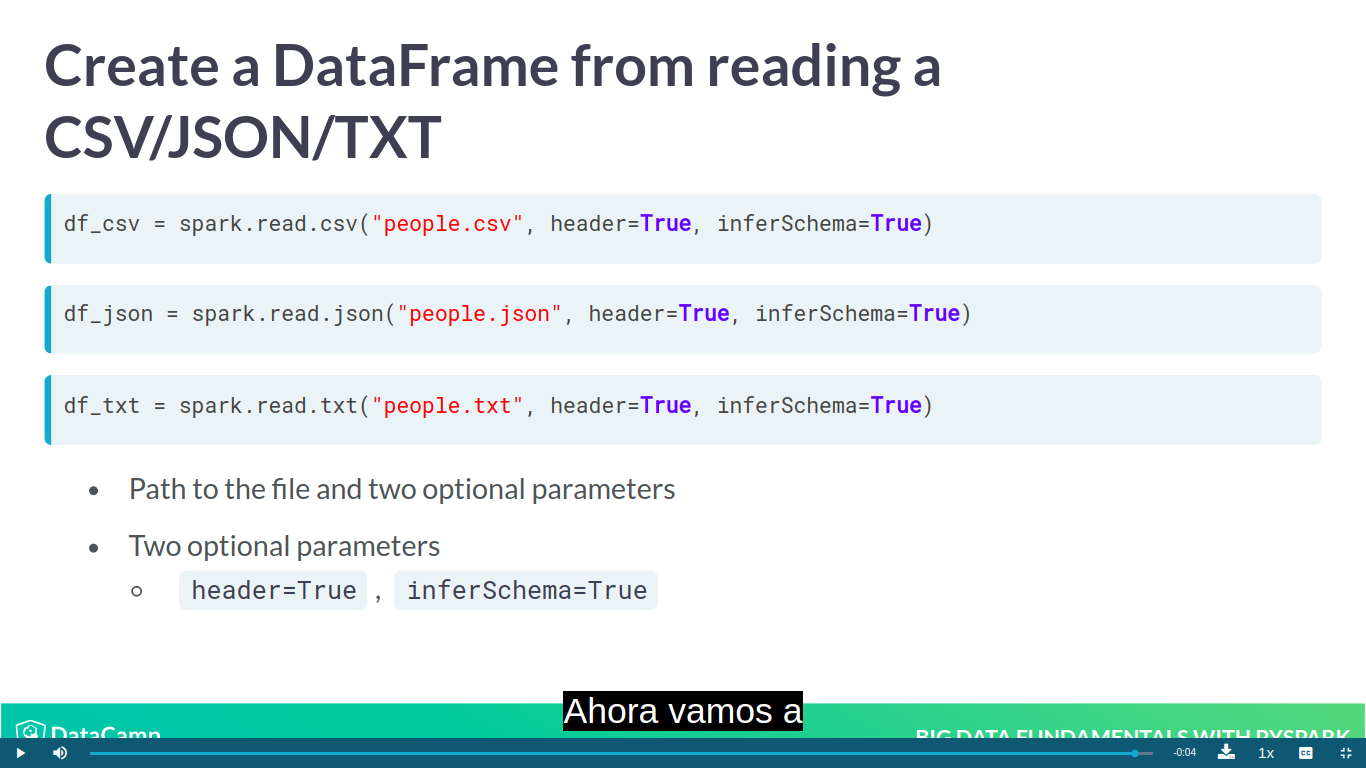 Create a DataFrame from reading a
CSV/JSON/TXT
df_csv = spark.read.csv("people.csv", header=True, inferSchema=True)
df_json = spark.read.json("people.json", header=True, inferSchema=True)
df_txt = spark.read.txt("people.txt", header=True, inferSchema=True)
Path to the file and two optional parameters
Two optional parameters
header=True , inferSchema=True
Ahora vamos a
DataCamp
BIG DATA FUNDAMENTALS WITH PYSPARK
-0:04
1x
CC